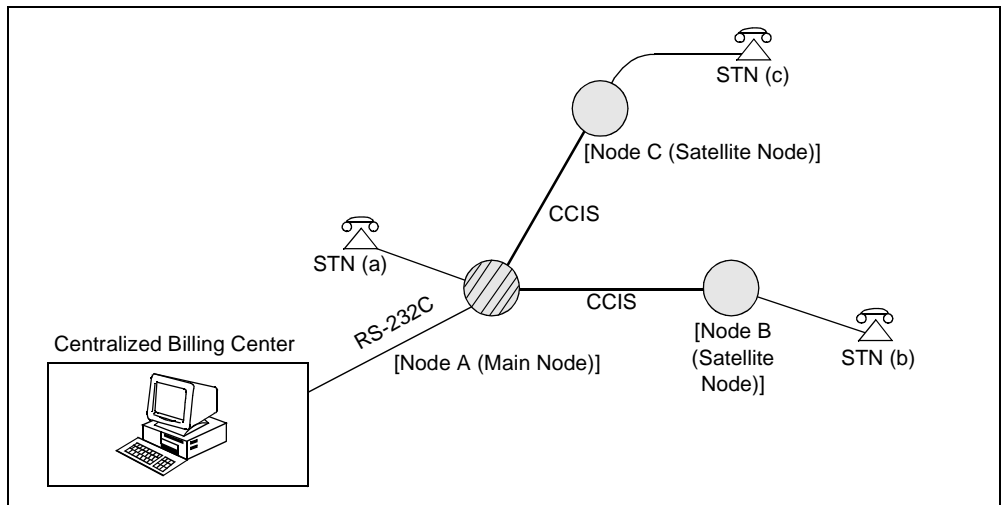 STN (c)
[Node C (Satellite Node)]
CCIS
STN (a)
CCIS
RS-232C
[Node B
(Satellite
Node)]
STN (b)
Centralized Billing Center
[Node A (Main Node)]